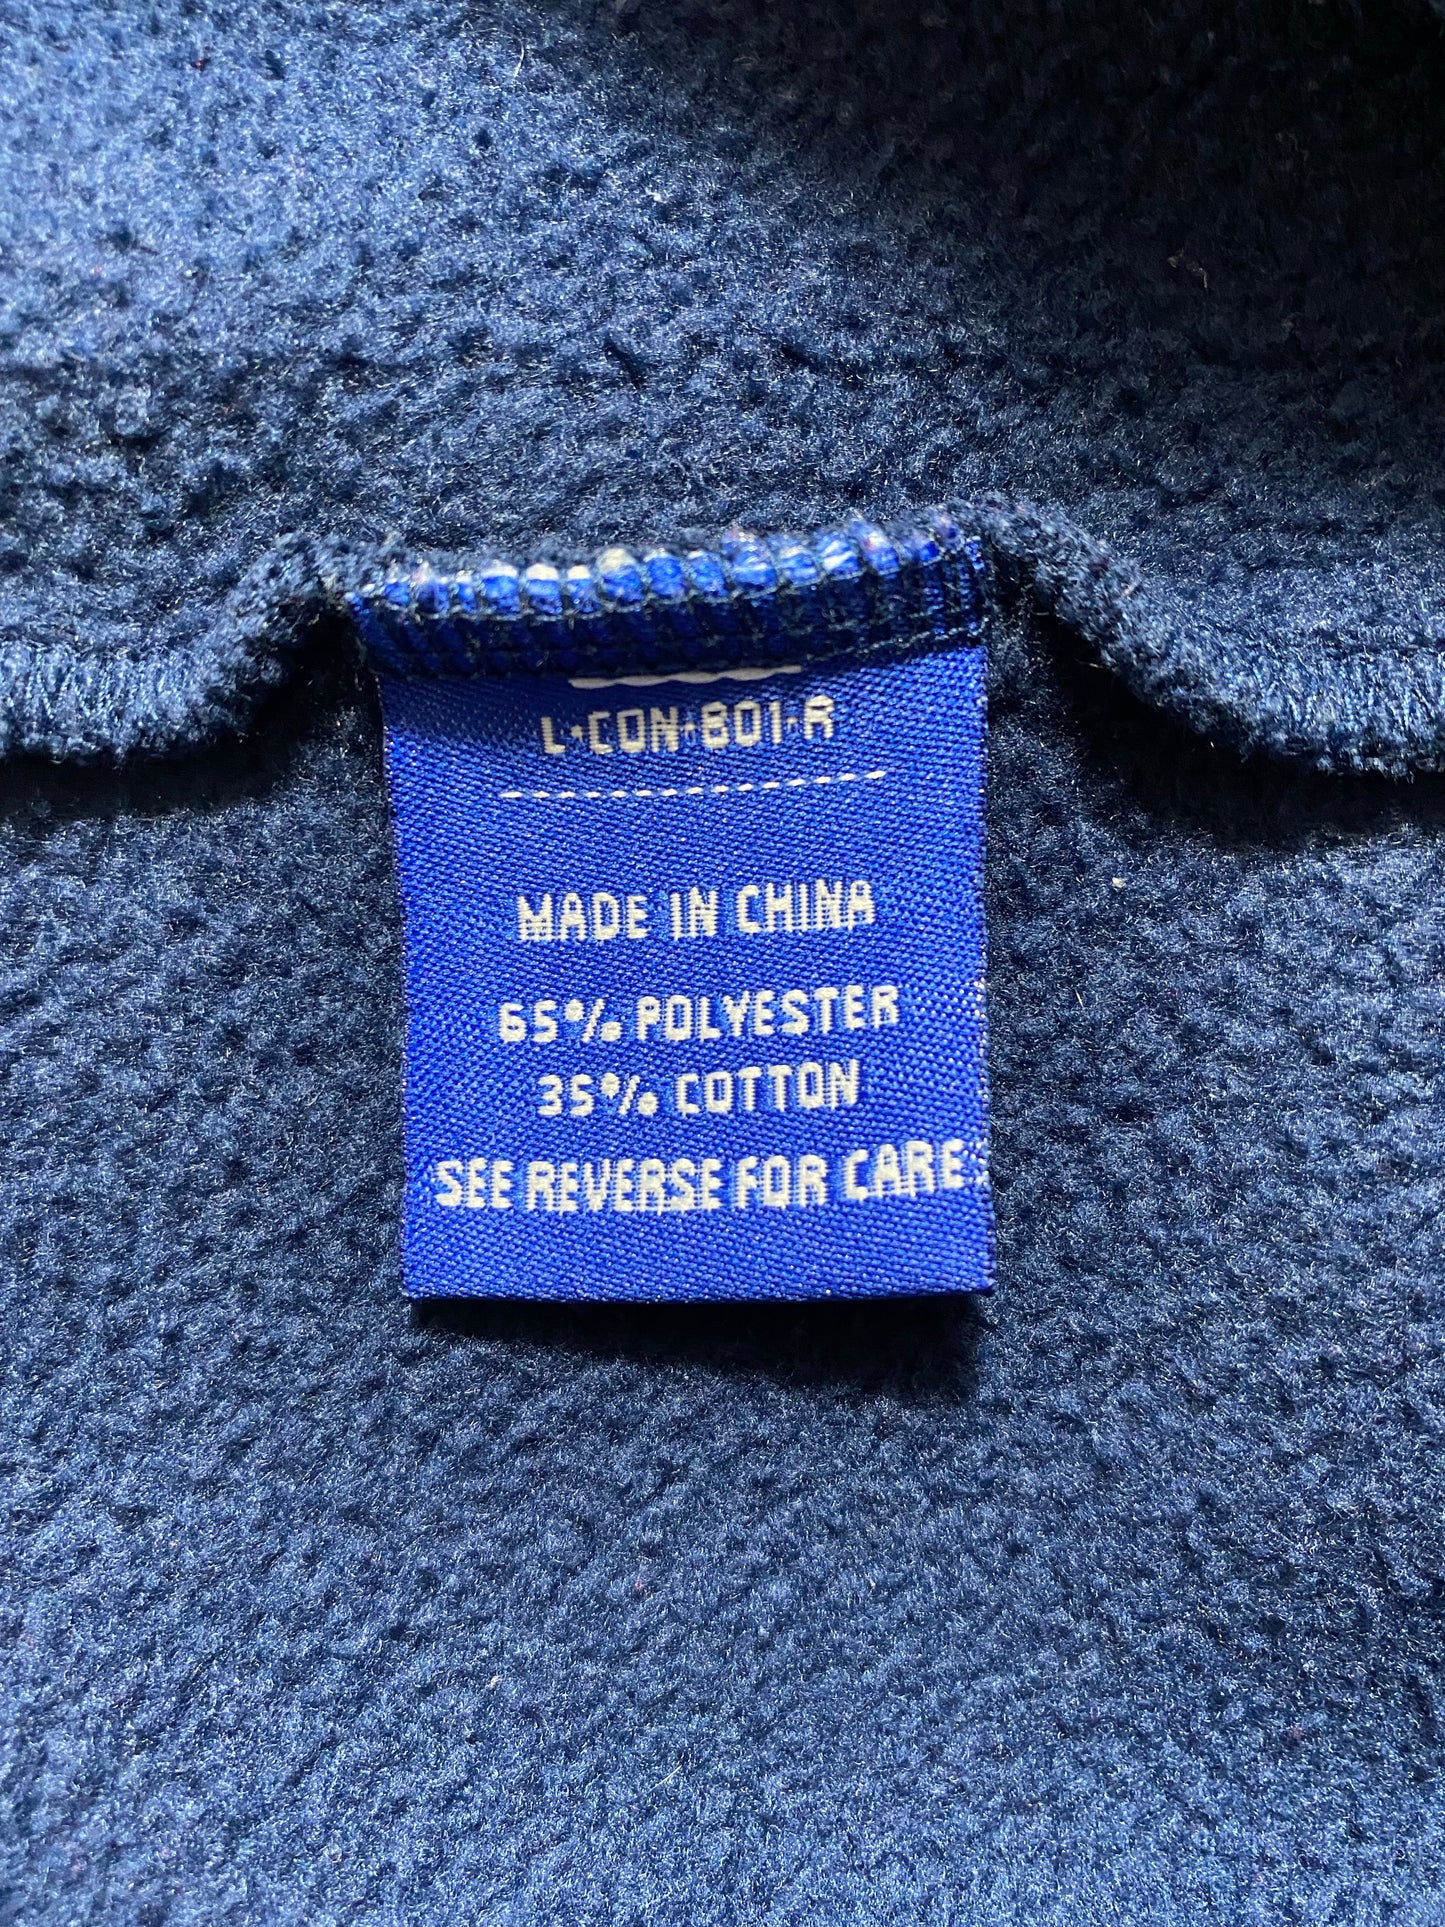 L·CON·801·R
MADE IN CHINA
65% POLYESTER
35% COTTON
SEE REVERSE FOR CARE